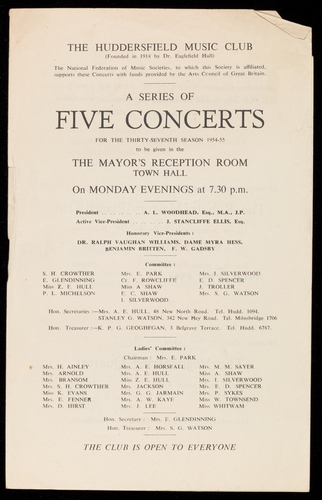 THE HUDDERSFIELD MUSIC CLUB
(Founded in 1918 by Dr. Eaglefield Hull)
The National Federation of Music Societies, to which this Society is affiliated,
supports these Concerts with funds provided by the Arts Council of Great Britain.
A SERIES OF
FIVE CONCERTS
FOR THE THIRTY-SEVENTH SEASON 1954-55
to be given in the
THE MAYOR'S RECEPTION ROOM
TOWN HALL
On MONDAY EVENINGS at 7.30 p.m.
President ... A. L. WOODHEAD, Esq., M.A., J.P.
Active Vice-President ... J. STANCLIFFE ELLIS, Esq.
Honorary Vice-Presidents :
DR. RALPH VAUGHAN WILLIAMS, DAME MYRA HESS,
BENJAMIN BRITTEN, F. W. GADSBY
Committee :
S. H. CROWTHER Mrs. E. PARK Mrs. I. SILVERWOOD
E. GLENDINNING Cr. F. ROWCLIFFE E. D. SPENCER
Miss Z. E. HULL Miss A. SHAW J. TROLLER
P. L. MICHELSON E. C. SHAW Mrs. S. G. WATSON
I. SILVERWOOD
Hon. Secretaries :— Mrs. A. E. HULL, 48 New North Road. Tel. Hudd. 1094.
STANLEY G. WATSON, 342 New Hey Road. Tel. Milnsbridge 1706
Hon. Treasurer :— K. P. G. GEOGHEGAN, 3 Belgrave Terrace. Tel. Hudd. 6767.
Ladies' Committee :
Chairman : Mrs. E. PARK
Mrs. H. AINLEY Mrs. A. E. HORSFALL Mrs. M. M. SAYER
Mrs. ARNOLD Mrs. A. E. HULL Miss A. SHAW
Mrs. BRANSOM Miss Z. E. HULL Mrs. I. SILVERWOOD
Mrs. S. H. CROWTHER Mrs. JACKSON Mrs. E. D. SPENCER
Miss K. EVANS Mrs. G. G. JARMAIN Mrs. P. SYKES
Mrs. E. FENNER Mrs. A. W. KAYE Miss W. TOWNSEND
Mrs. D. HIRST Mrs. J. LEE Miss WHITWAM
Hon. Secretary : Mrs. E. GLENDINNING
Hon. Treasurer : Mrs. S. G. WATSON
THE CLUB IS OPEN TO EVERYONE